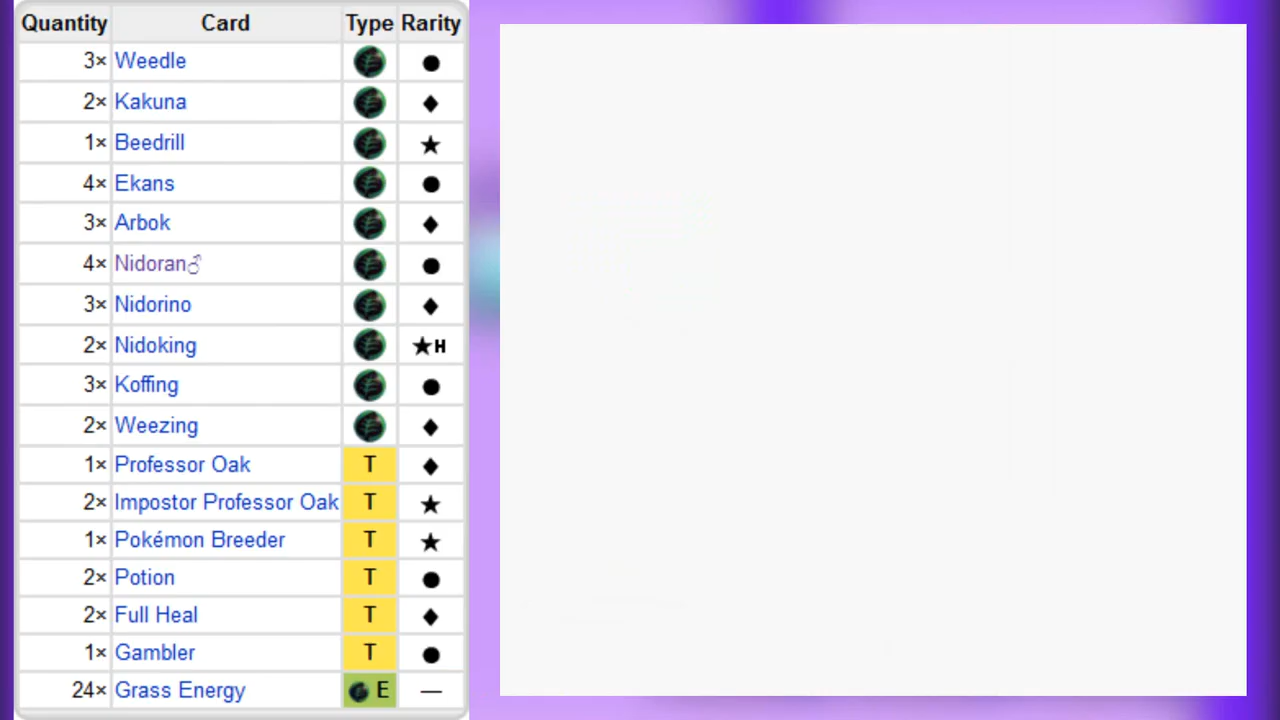 Quantity Card Type Rarity
3× Weedle ●
2× Kakuna ♦
1× Beedrill ★
4× Ekans ●
3× Arbok ♦
4× Nidoran♂ ●
3× Nidorino ♦
2× Nidoking ★H
3× Koffing ●
2× Weezing ♦
1× Professor Oak T ♦
2× Impostor Professor Oak T ★
1× Pokémon Breeder T ★
2× Potion T ●
2× Full Heal T ♦
1× Gambler T ●
24× Grass Energy E —